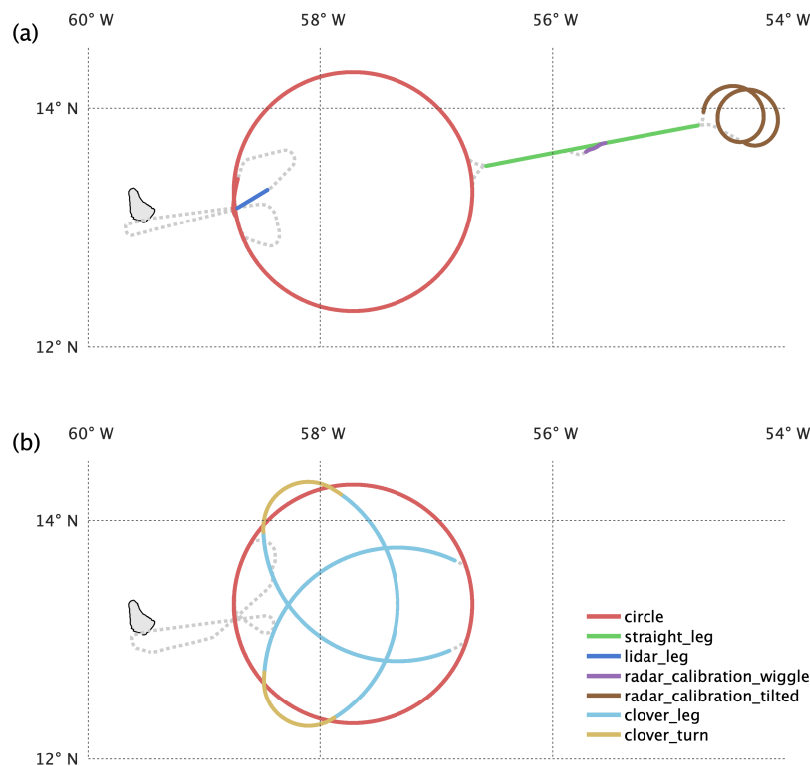 60° W 58° W 56° W 54° W
(a)
14° N
12° N
60° W 58° W 56° W 54° W
(b)
14° N
12° N
circle
straight_leg
lidar_leg
radar_calibration_wiggle
radar_calibration_tilted
clover_leg
clover_turn